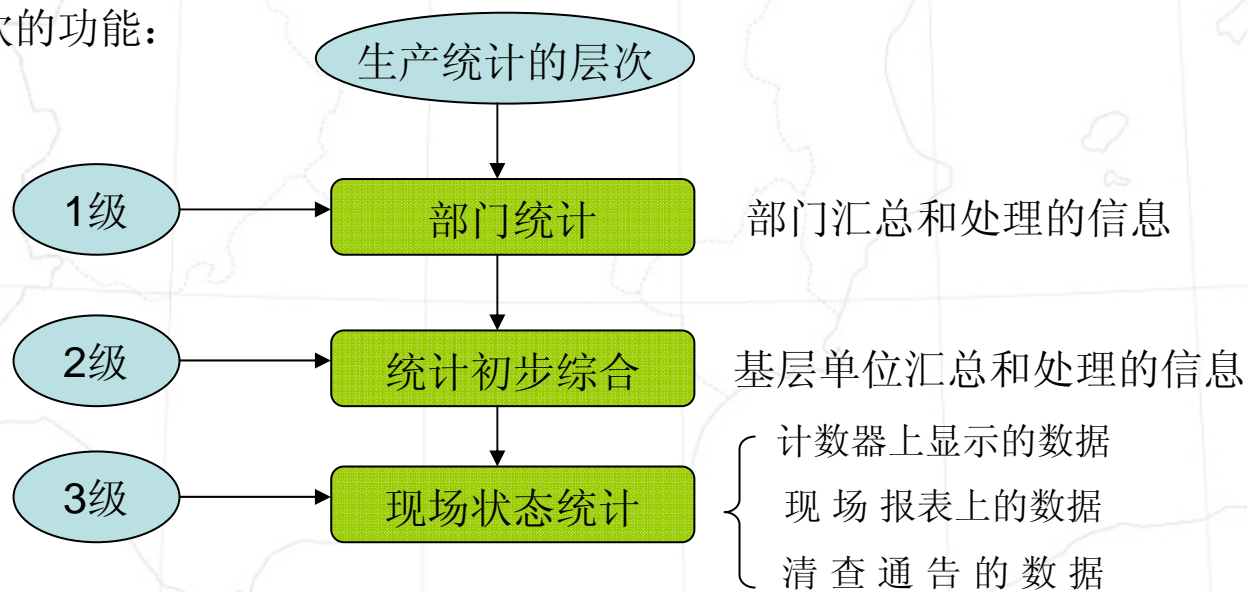 次的功能：
生产统计的层次
1级
部门统计
部门汇总和处理的信息
2级
统计初步综合
基层单位汇总和处理的信息
计数器上显示的数据
3级
现场状态统计
现 场 报表上的数据
清 查 通 告 的 数 据